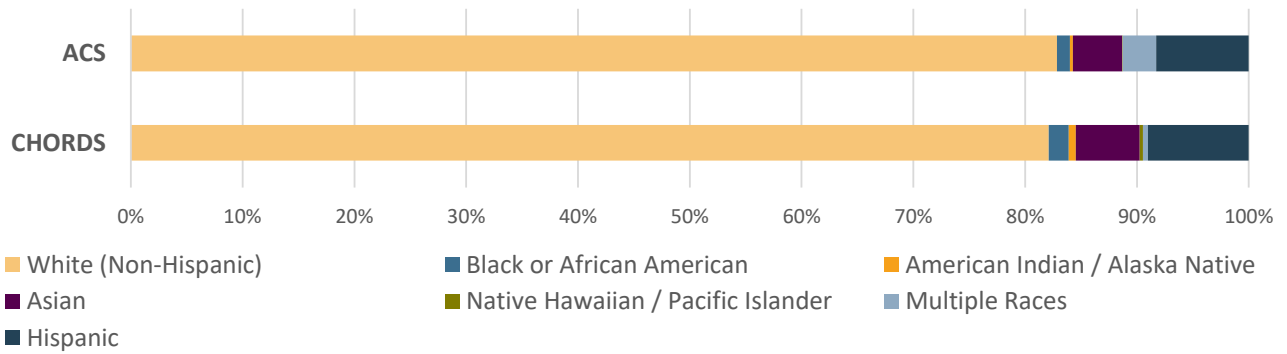 ACS
CHORDS
0% 10% 20% 30% 40% 50% 60% 70% 80% 90% 100%
White (Non-Hispanic) Black or African American American Indian / Alaska Native
Asian Native Hawaiian / Pacific Islander Multiple Races
Hispanic